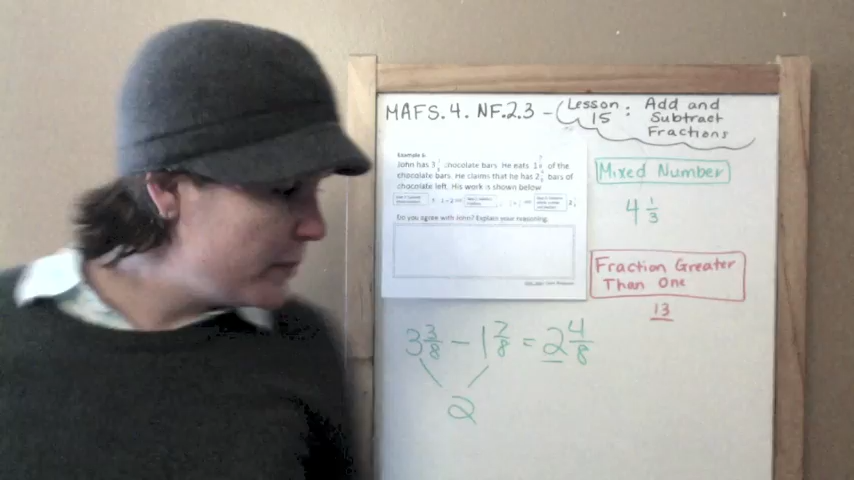 MAFS.4.NF.2.3 - Lesson 15: Add and
Subtract
Fractions
Example 5:
John has 3 chocolate bars. He eats 1 of the
chocolate bars. He claims that he has 2 bars of
chocolate left. His work is shown below
Do you agree with John? Explain your reasoning.
Mixed Number
4 1/3
Fraction Greater
Than One
13
3 3/8 - 1 7/8 = 2 4/8
2